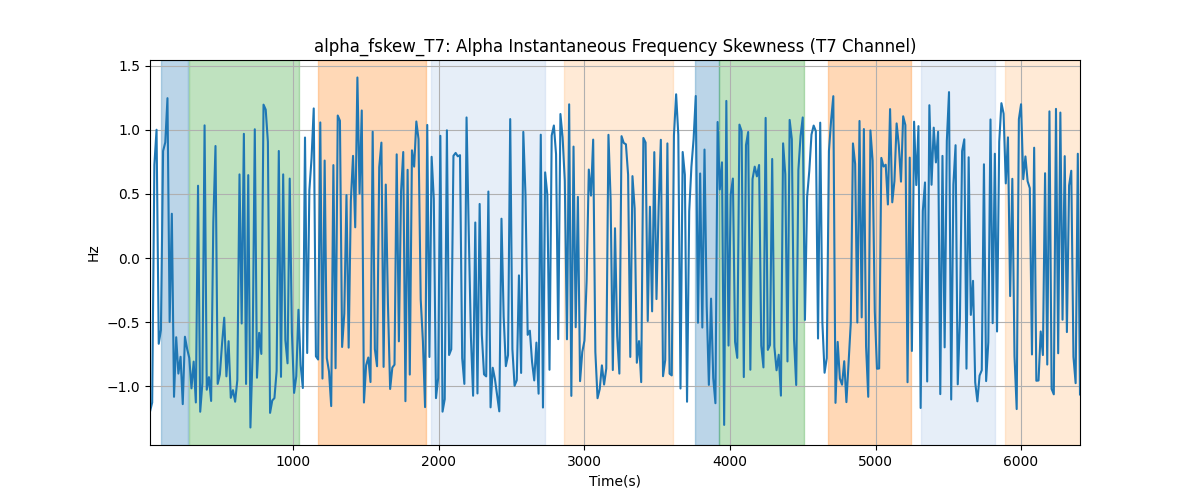 alpha_fskew_T7: Alpha Instantaneous Frequency Skewness (T7 Channel)
1.5
1.0
0.5
0.0
−0.5
−1.0
Hz
1000 2000 3000 4000 5000 6000
Time(s)